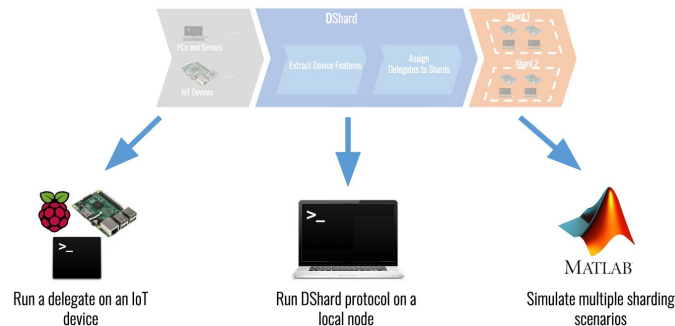 DShard
Shard 1
PCs and Servers
...
Extract Device Features
Assign
Delegates to Shards
Shard 2
...
IoT Devices
>_
>_
MATLAB
Run a delegate on an IoT
device
Run DShard protocol on a
local node
Simulate multiple sharding
scenarios